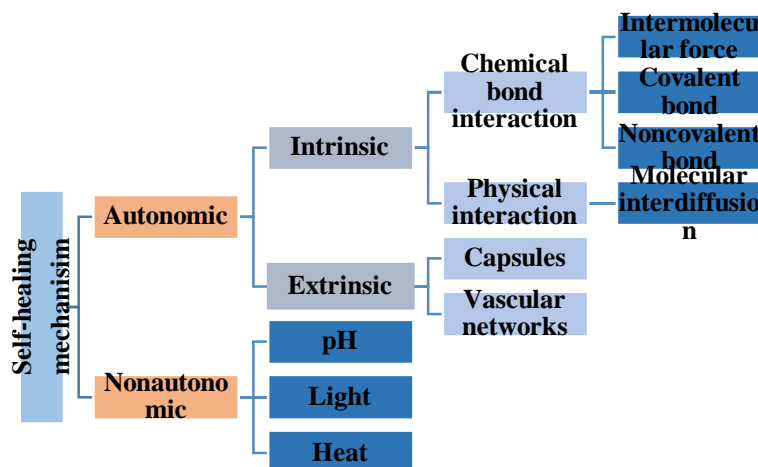 Self-healing
mechanisim
Autonomic
Nonautono
mic
Intrinsic
Extrinsic
pH
Light
Heat
Chemical
bond
interaction
Physical
interaction
Capsules
Vascular
networks
Intermolecu
lar force
Covalent
bond
Noncovalent
bond
Molecular
interdiffusio
n